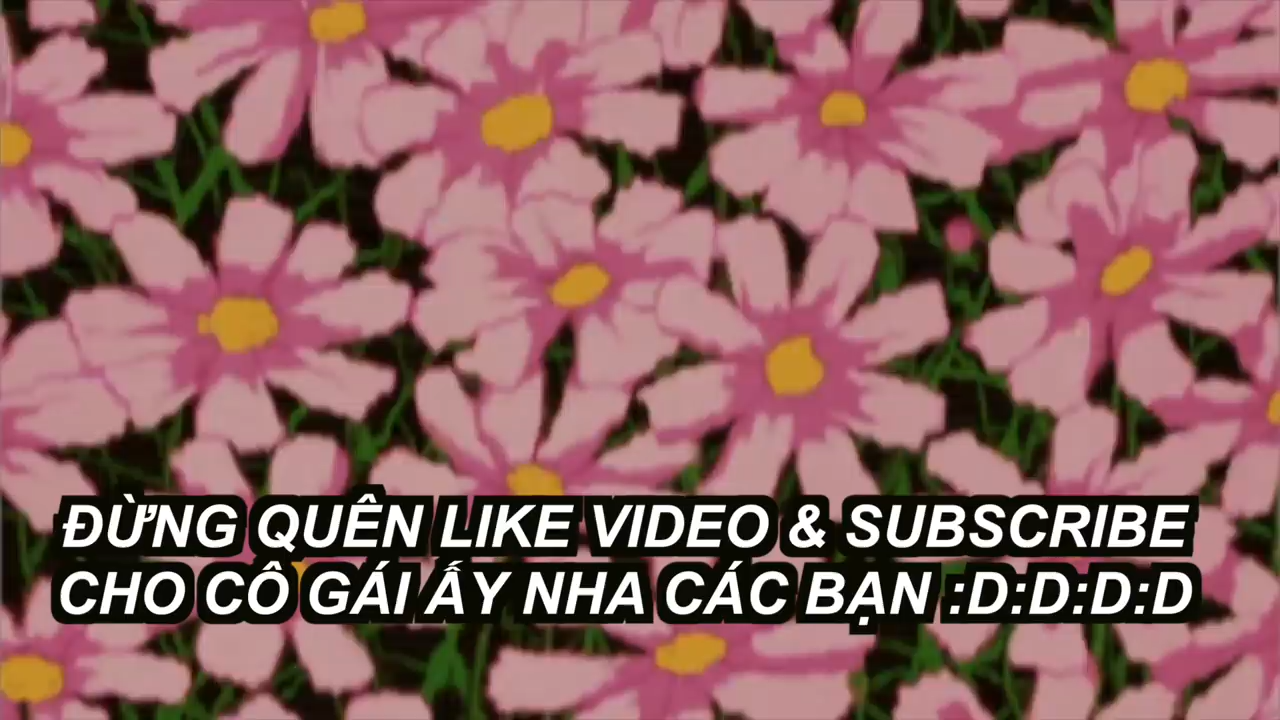 ĐỪNG QUÊN LIKE VIDEO & SUBSCRIBE
CHO CÔ GÁI ẤY NHA CÁC BẠN :D:D:D:D